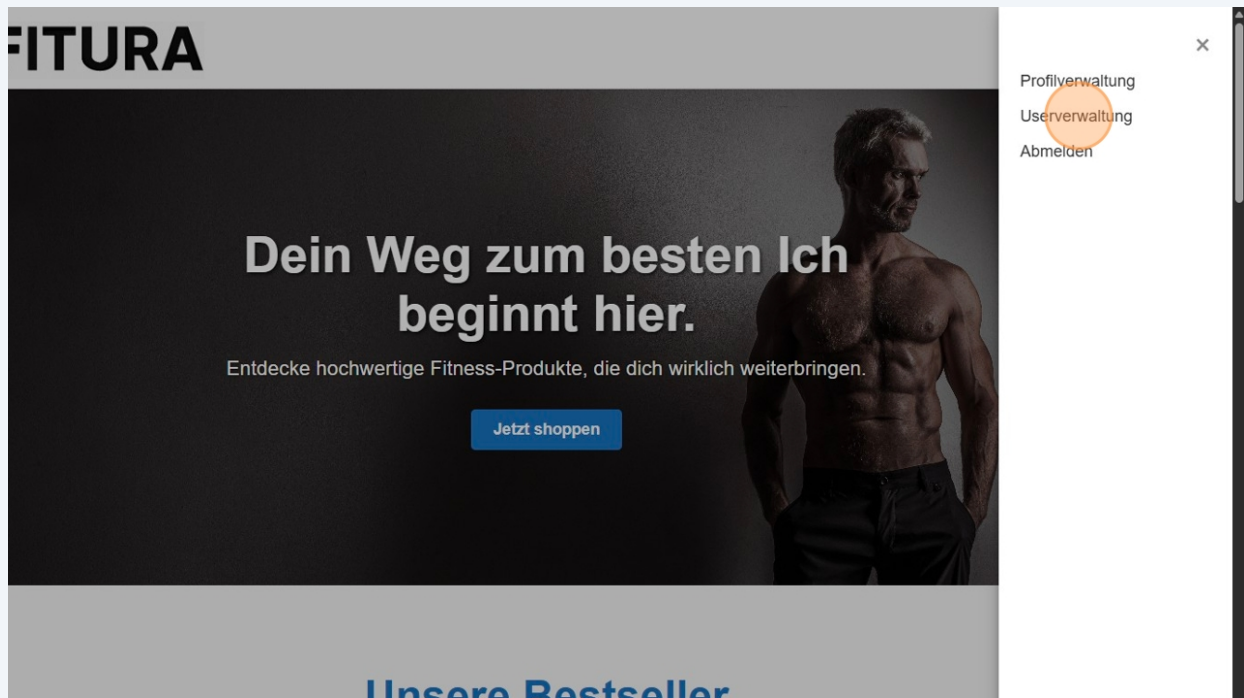 FITURA
Profilverwaltung
Userverwaltung
Abmelden
Dein Weg zum besten Ich
beginnt hier.
Entdecke hochwertige Fitness-Produkte, die dich wirklich weiterbringen.
Jetzt shoppen
Unsere Bestseller